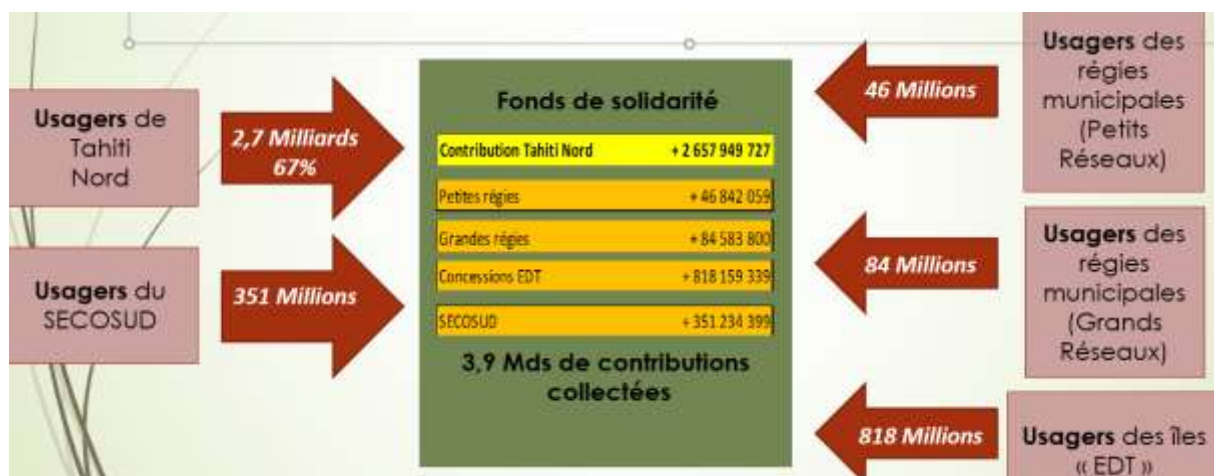 Usagers de
Tahiti
Nord
2,7 Milliards
67%
Usagers du
SECOSUD
351 Millions
Fonds de solidarité
Contribution Tahiti Nord + 2 657 949 727
Petites régies + 46 842 059
Grandes régies + 84 583 800
Concessions EDT + 818 159 339
SECOSUD + 351 234 399
3,9 Mds de contributions
collectées
46 Millions
Usagers des
régies
municipales
(Petits
Réseaux)
84 Millions
Usagers des
régies
municipales
(Grands
Réseaux)
818 Millions
Usagers des îles
« EDT »